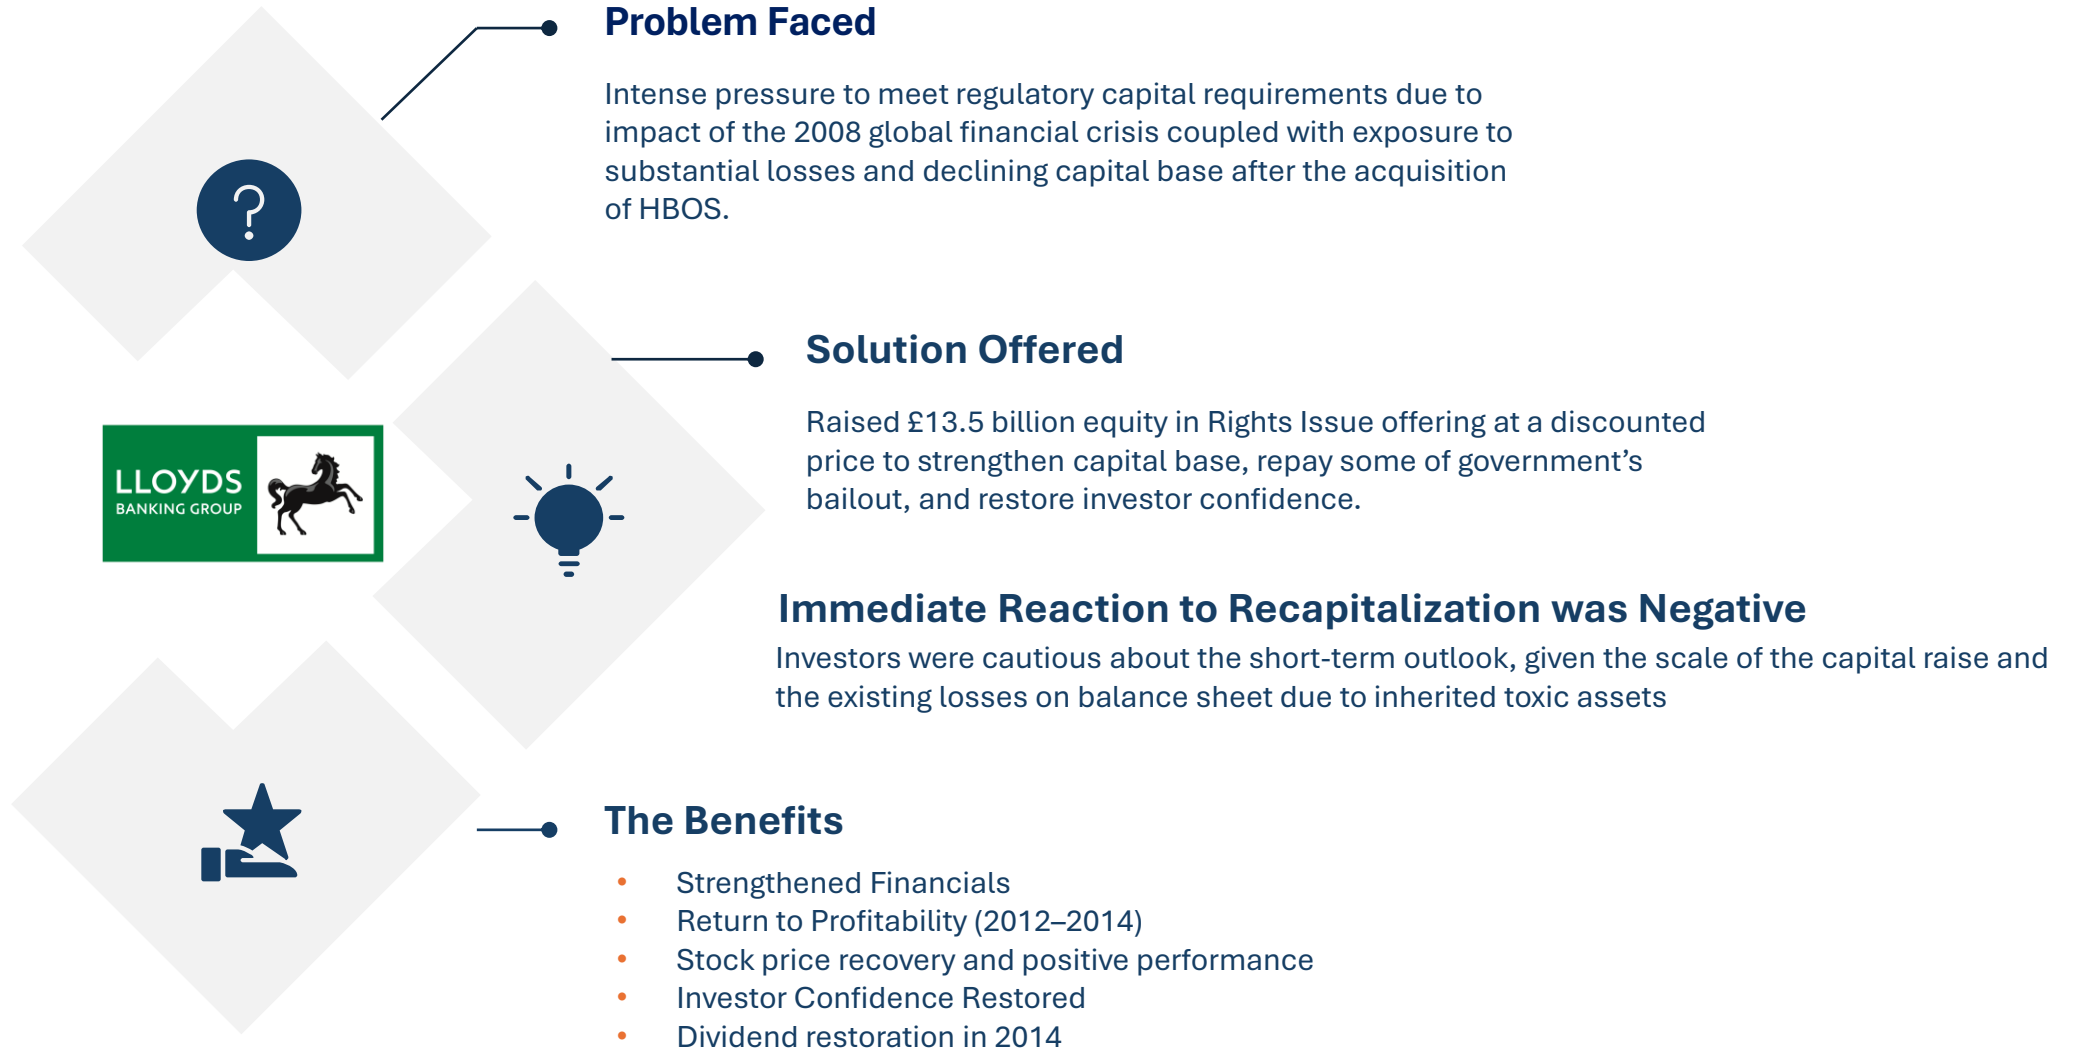 Problem Faced
Intense pressure to meet regulatory capital requirements due to
impact of the 2008 global financial crisis coupled with exposure to
substantial losses and declining capital base after the acquisition
of HBOS.
Solution Offered
Raised £13.5 billion equity in Rights Issue offering at a discounted
price to strengthen capital base, repay some of government’s
bailout, and restore investor confidence.
LLOYDS
BANKING GROUP
Immediate Reaction to Recapitalization was Negative
Investors were cautious about the short-term outlook, given the scale of the capital raise and
the existing losses on balance sheet due to inherited toxic assets
The Benefits
• Strengthened Financials
• Return to Profitability (2012–2014)
• Stock price recovery and positive performance
• Investor Confidence Restored
• Dividend restoration in 2014